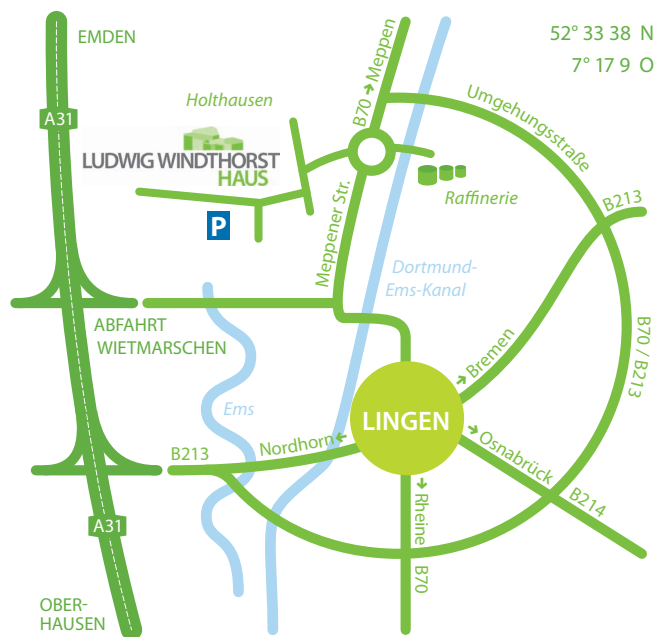 EMDEN
52° 33 38 N
7° 17 9 O
A31
Holthausen
B70 → Meppen
Umgehungsstraße
LUDWIG WINDTHORST
HAUS
Raffinerie
B213
P
Meppener Str.
Dortmund-
Ems-Kanal
ABFAHRT
WIETMARSCHEN
B70 / B213
→ Bremen
Ems
LINGEN
B213
Nordhorn ←
→ Osnabrück
B214
→ Rheine
B70
A31
OBER-
HAUSEN